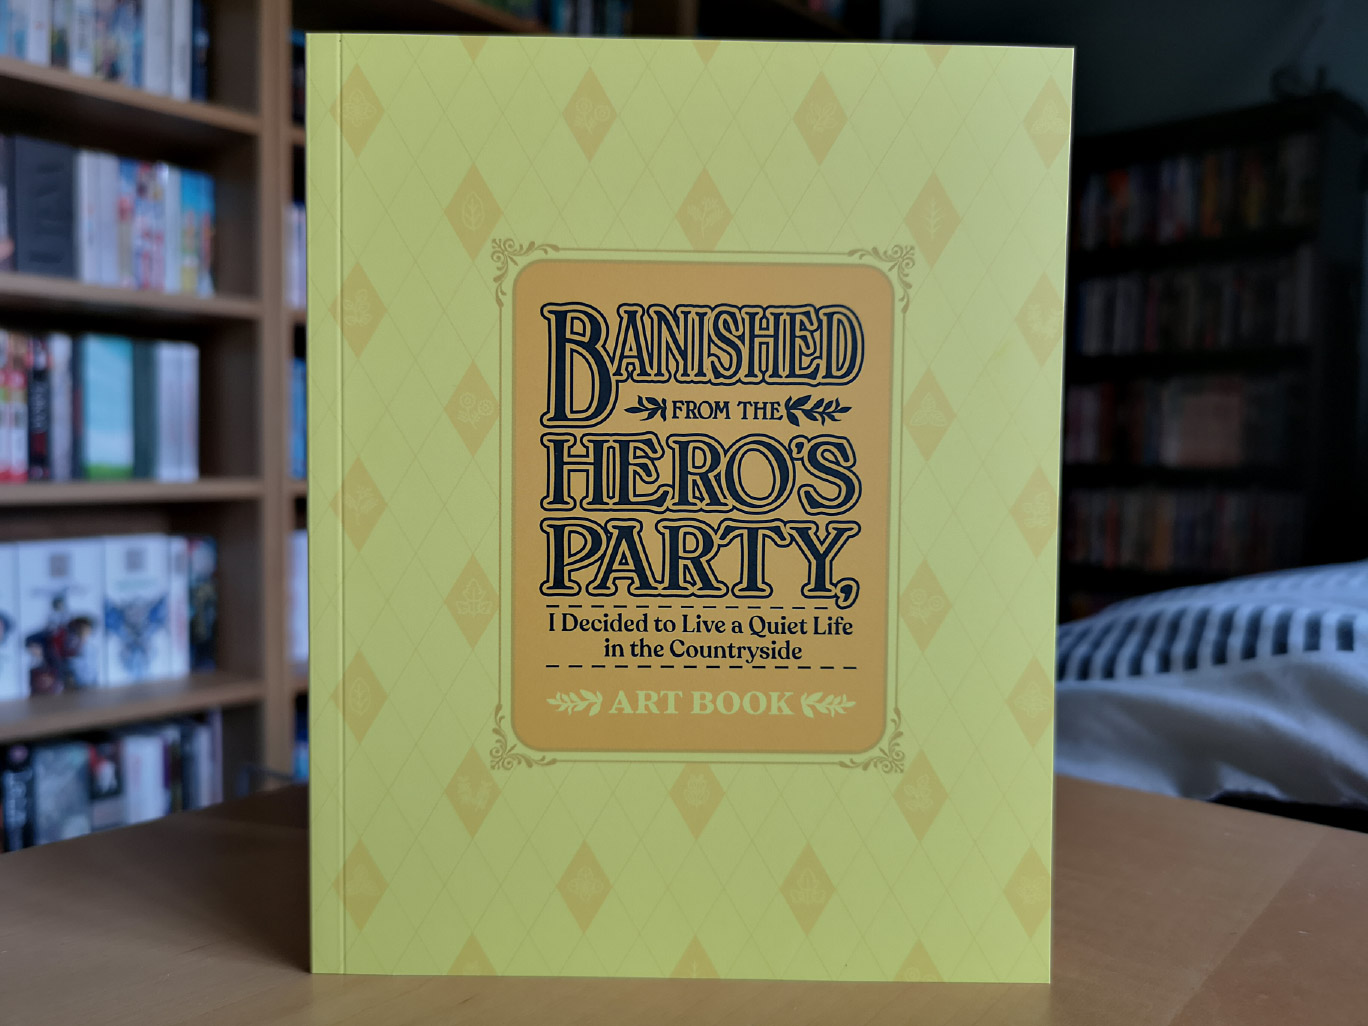 BANISHED
FROM THE
HERO'S
PARTY,
I Decided to Live a Quiet Life
in the Countryside
ART BOOK